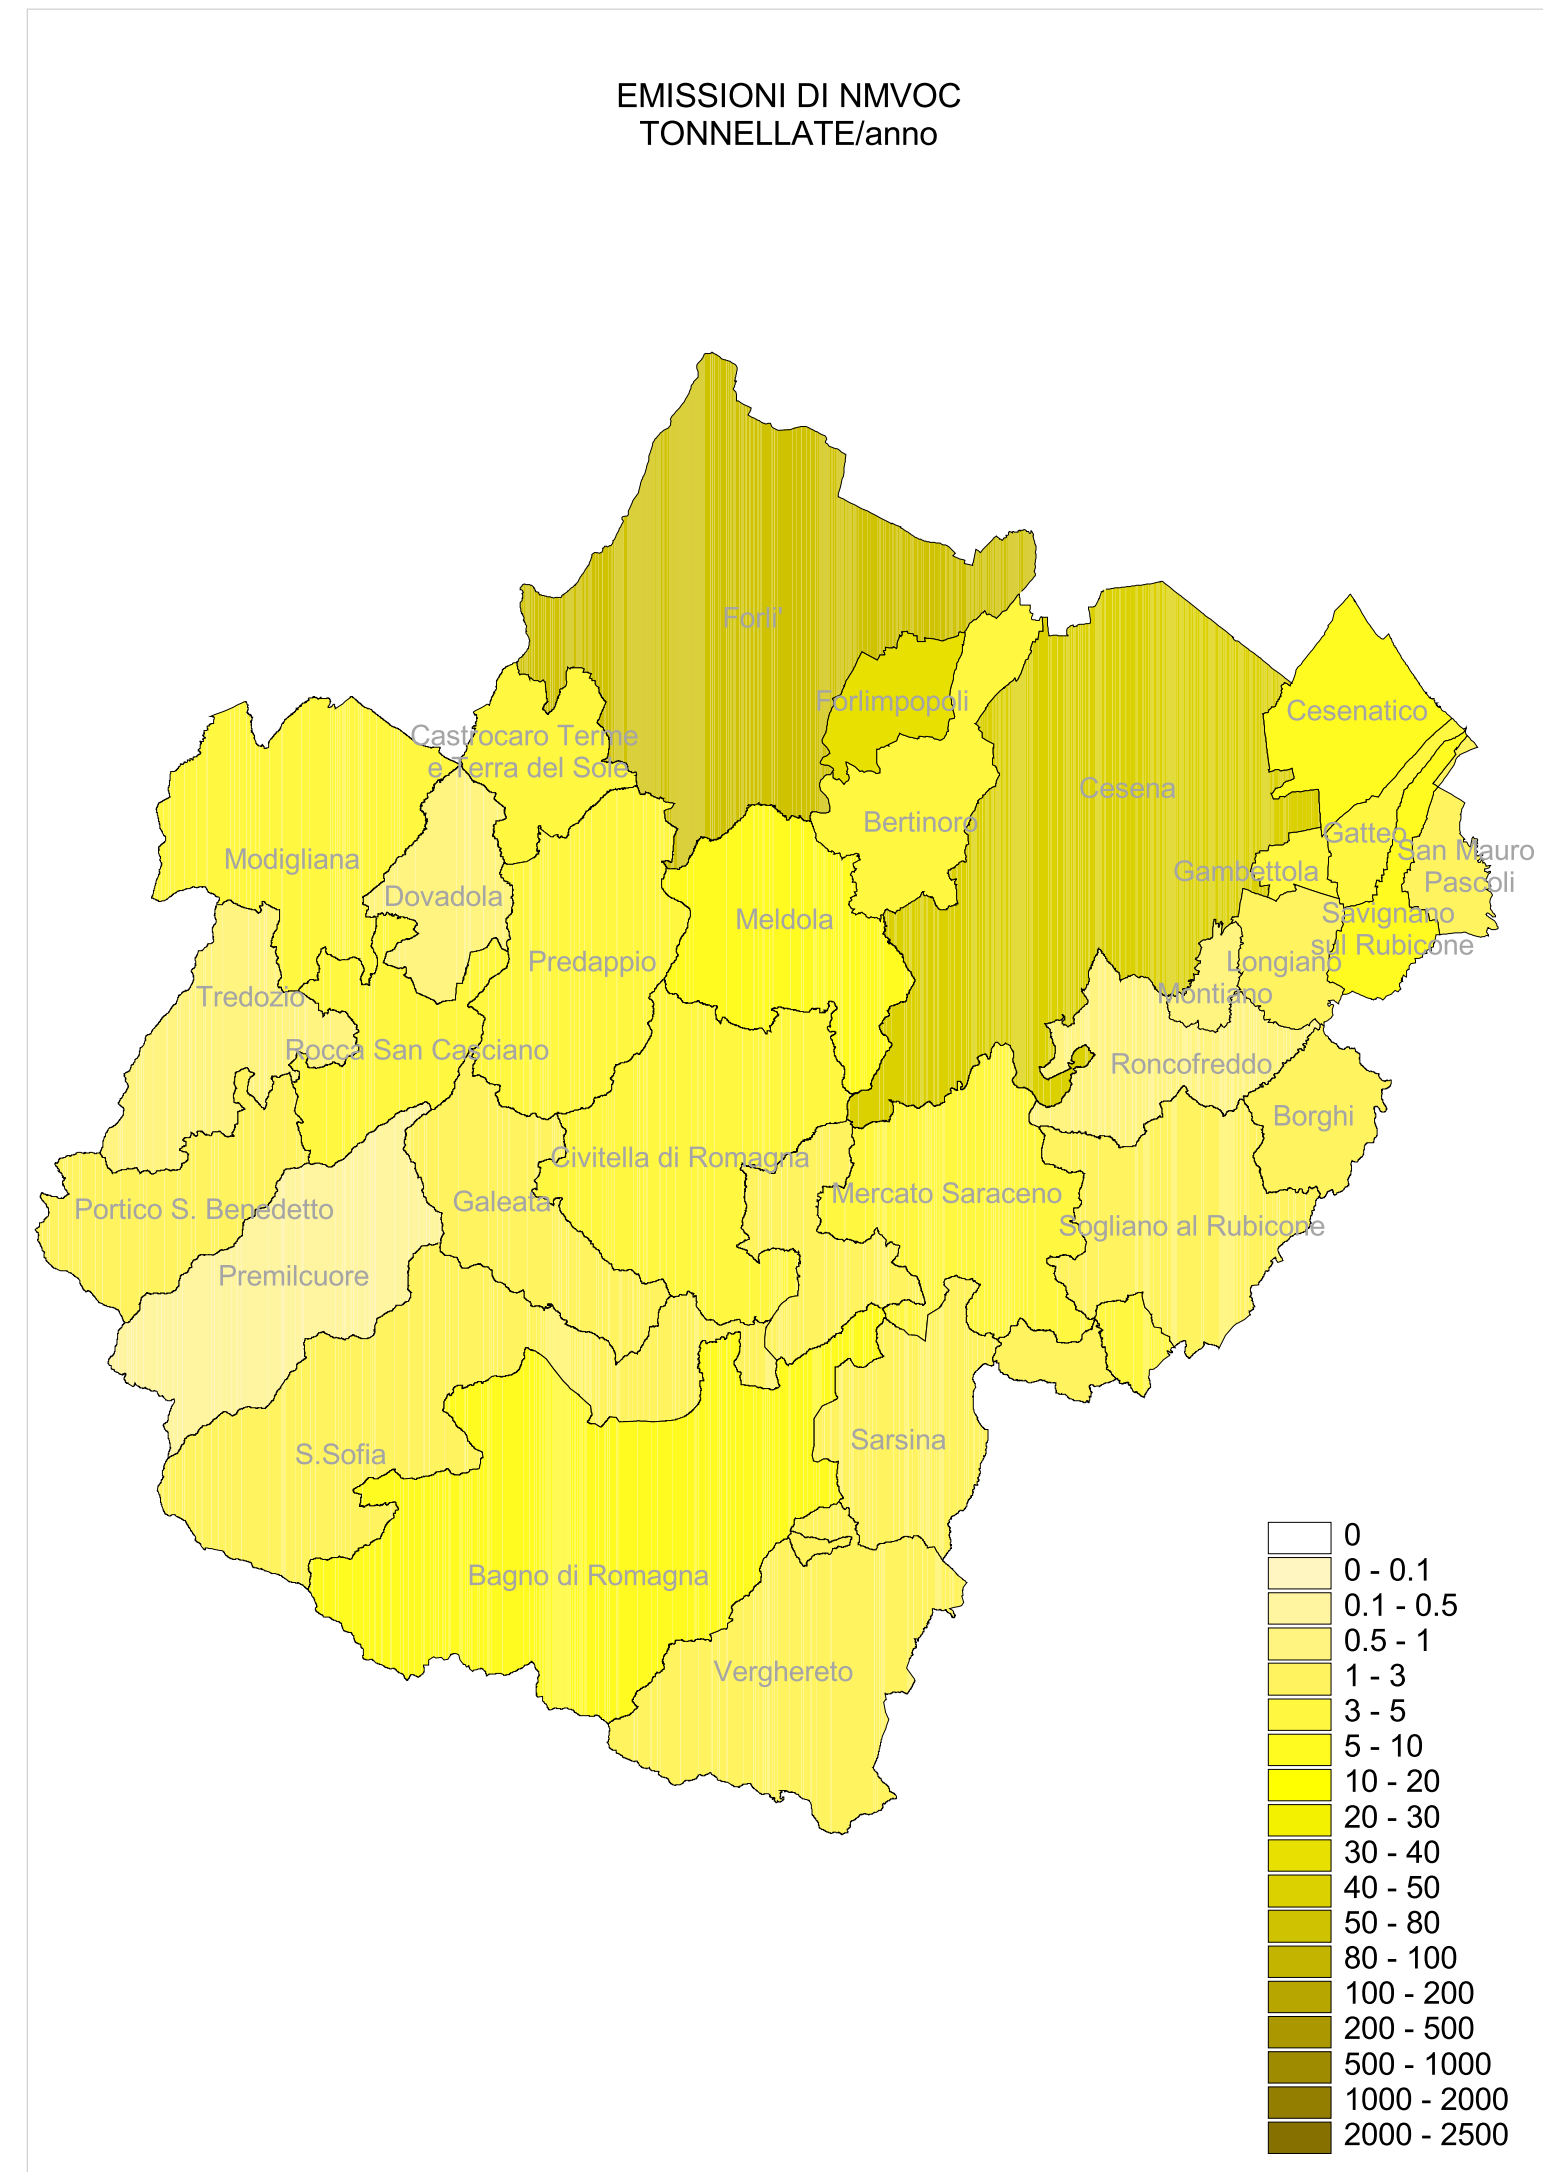 EMISSIONI DI NMVOC
TONNELLATE/anno
Forli'
Forlimpopoli
Cesenatico
Castrocaro Terme
e Terra del Sole
Cesena
Bertinoro
Gatteo
San Mauro
Pascoli
Modigliana
Gambettola
Dovadola
Meldola
Savignano
sul Rubicone
Predappio
Longiano
Tredozio
Montiano
Rocca San Casciano
Roncofreddo
Borghi
Civitella di Romagna
Mercato Saraceno
Galeata
Portico S. Benedetto
Sogliano al Rubicone
Premilcuore
S.Sofia
Sarsina
Bagno di Romagna
Verghereto
0
0 - 0.1
0.1 - 0.5
0.5 - 1
1 - 3
3 - 5
5 - 10
10 - 20
20 - 30
30 - 40
40 - 50
50 - 80
80 - 100
100 - 200
200 - 500
500 - 1000
1000 - 2000
2000 - 2500